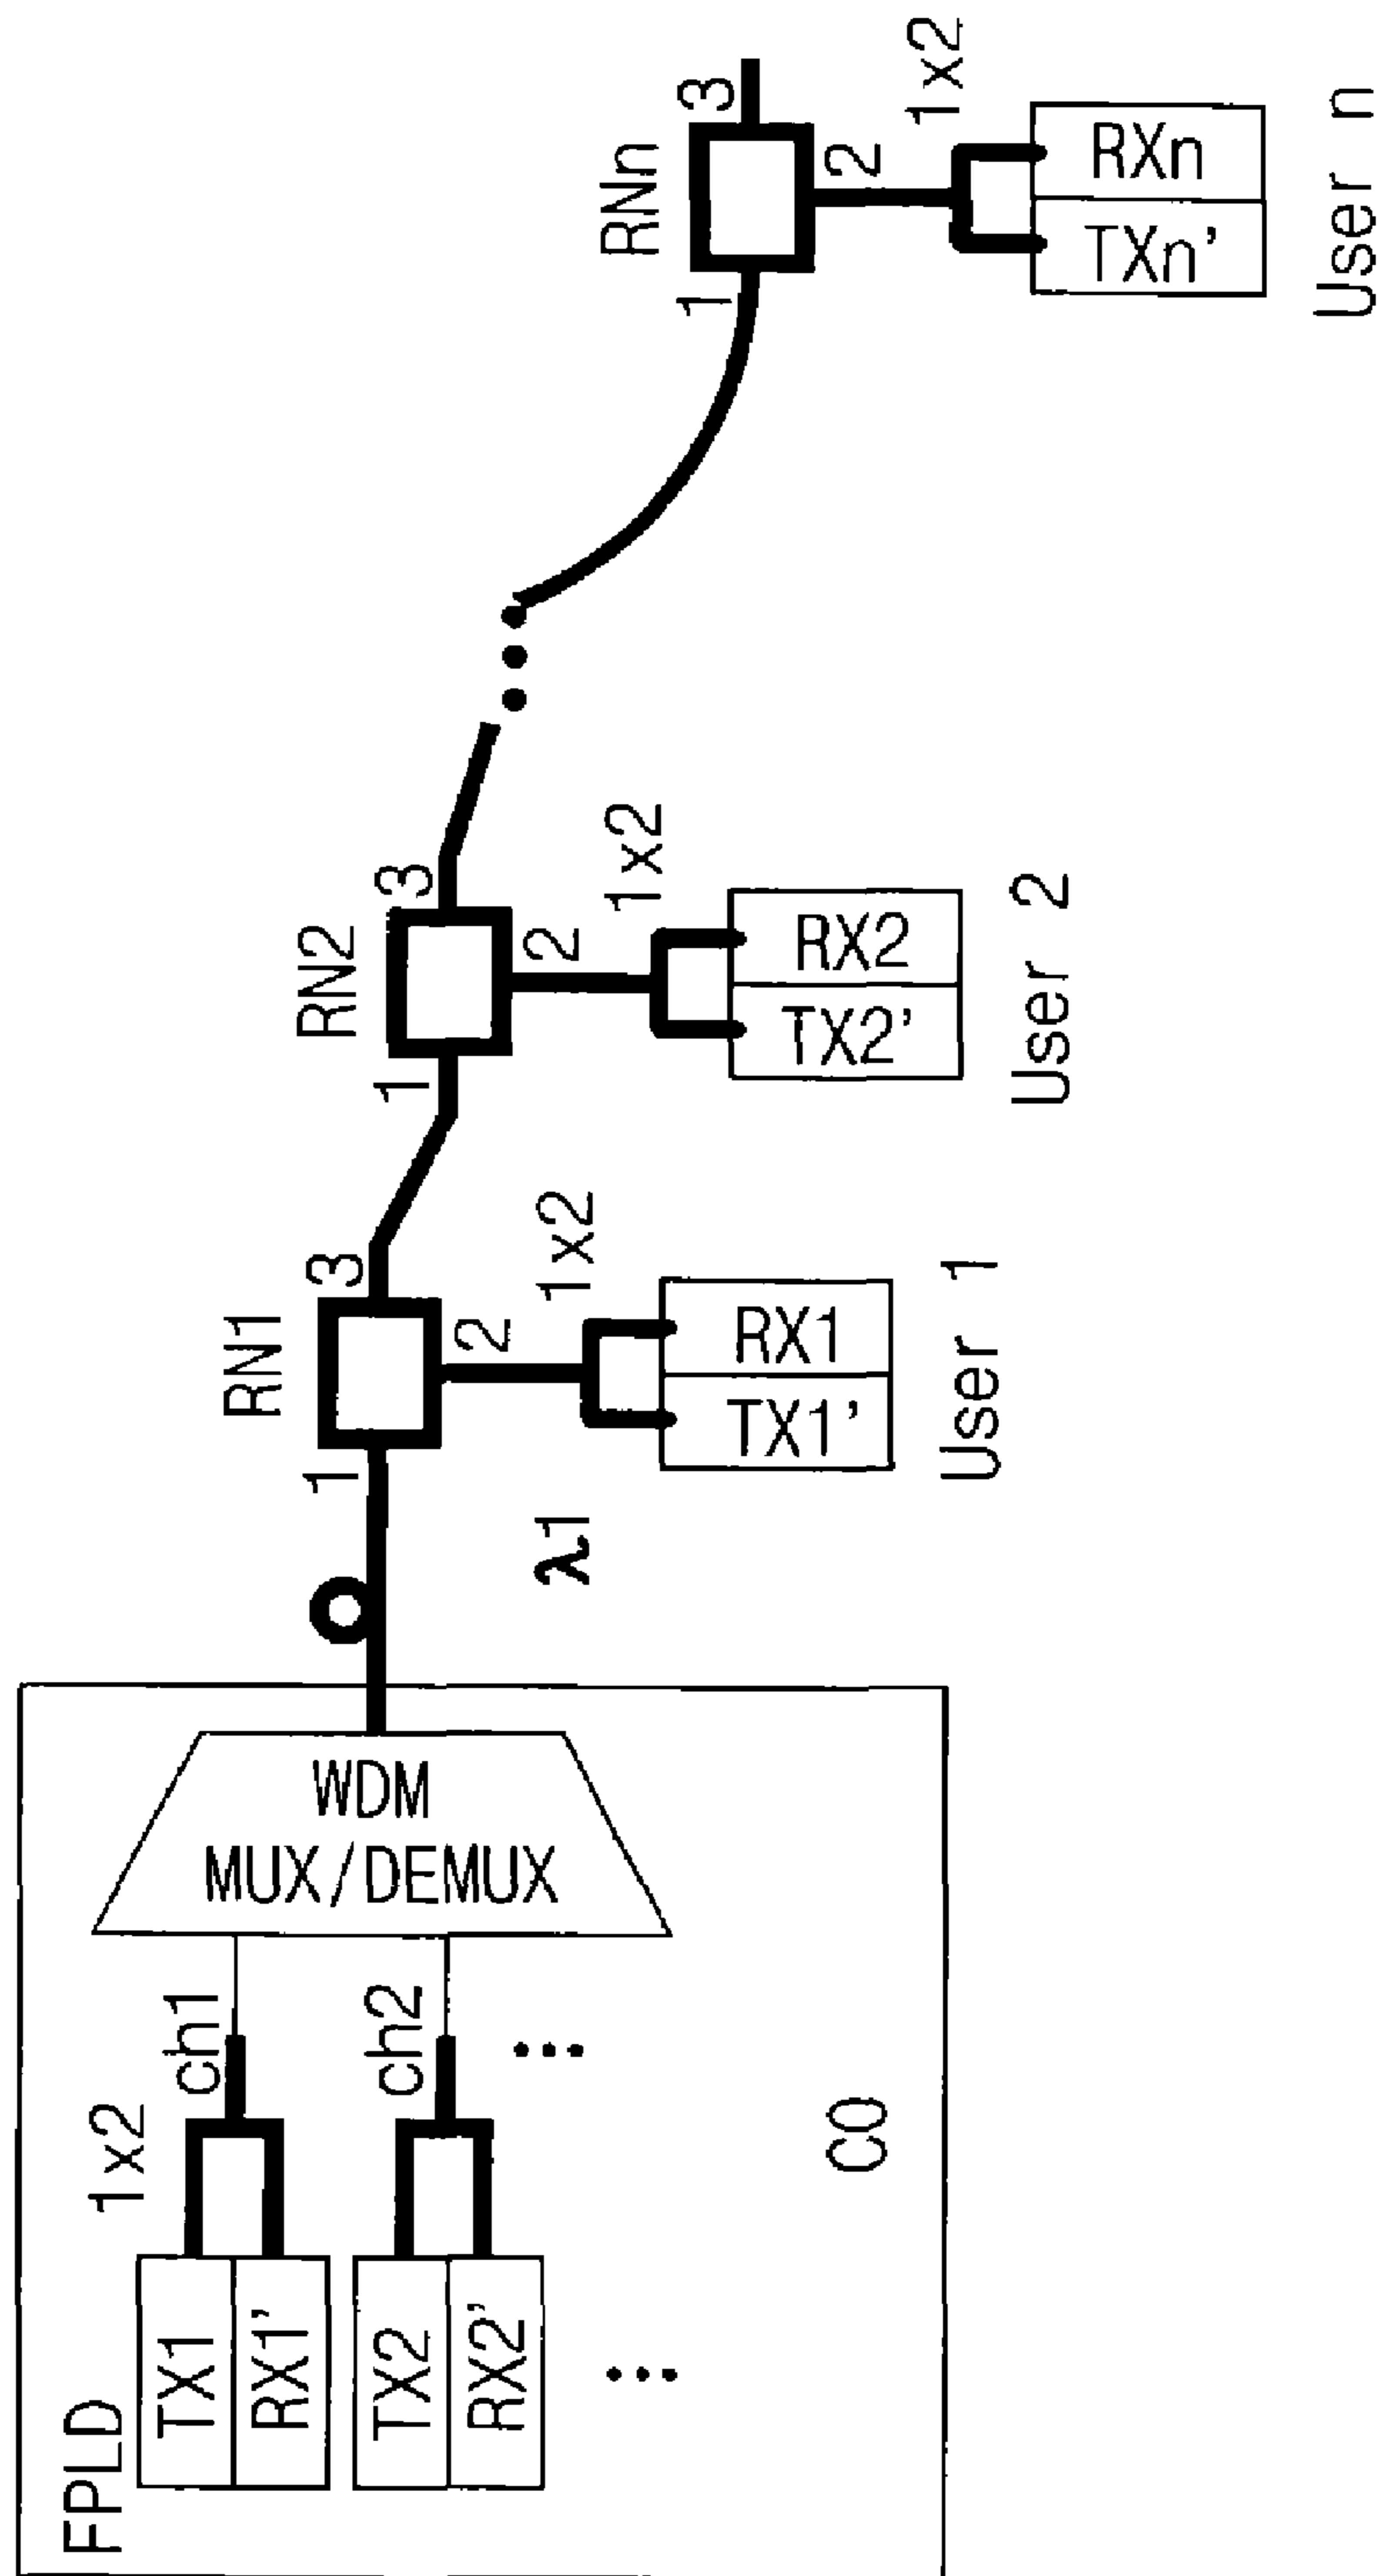 FPLD
TX1
RX1'
1x2
ch1
TX2
RX2'
ch2
...
...
WDM
MUX/DEMUX
CO
λ1
RN1
1
2
3
1x2
TX1'
RX1
User 1
RN2
1
2
3
1x2
TX2'
RX2
User 2
...
RNn
1
2
3
1x2
TXn'
RXn
User n